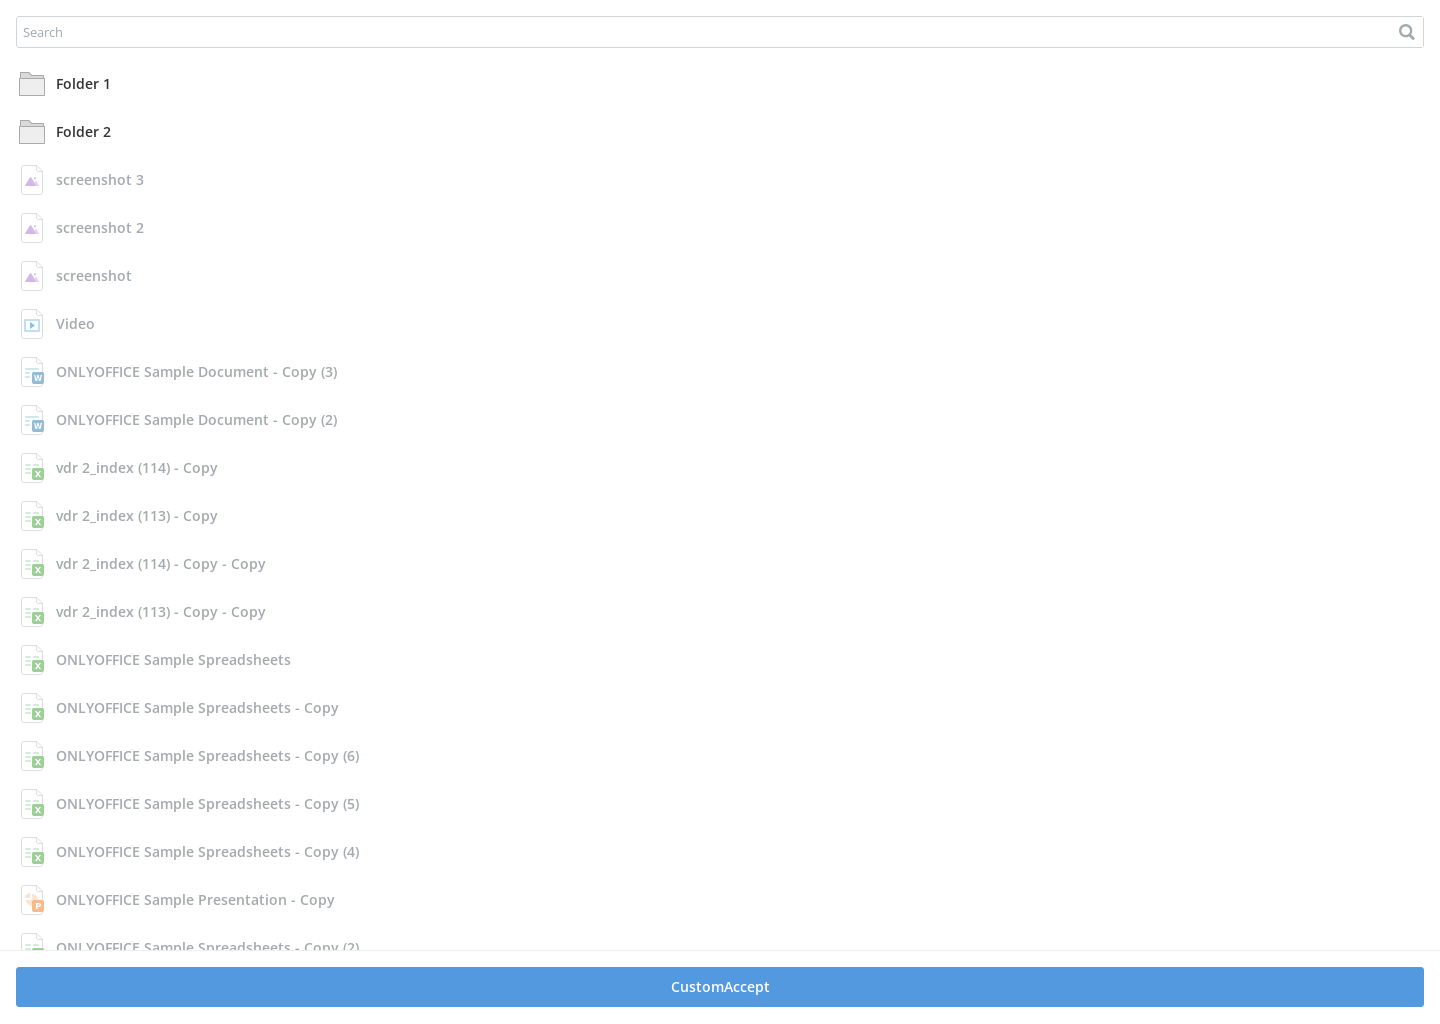 Search
Folder 1
Folder 2
screenshot 3
screenshot 2
screenshot
Video
ONLYOFFICE Sample Document - Copy (3)
ONLYOFFICE Sample Document - Copy (2)
vdr 2_index (114) - Copy
vdr 2_index (113) - Copy
vdr 2_index (114) - Copy - Copy
vdr 2_index (113) - Copy - Copy
ONLYOFFICE Sample Spreadsheets
ONLYOFFICE Sample Spreadsheets - Copy
ONLYOFFICE Sample Spreadsheets - Copy (6)
ONLYOFFICE Sample Spreadsheets - Copy (5)
ONLYOFFICE Sample Spreadsheets - Copy (4)
ONLYOFFICE Sample Presentation - Copy
ONLYOFFICE Sample Spreadsheets - Copy (2)
CustomAccept